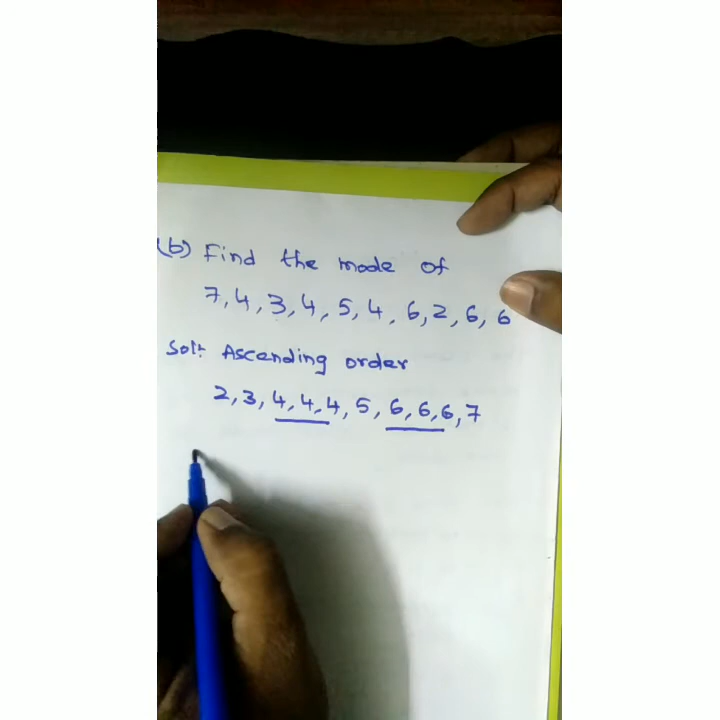 (b) Find the mode of
7, 4, 3, 4, 5, 4, 6, 2, 6, 6
Sol: Ascending order
2, 3, 4, 4, 4, 5, 6, 6, 6, 7